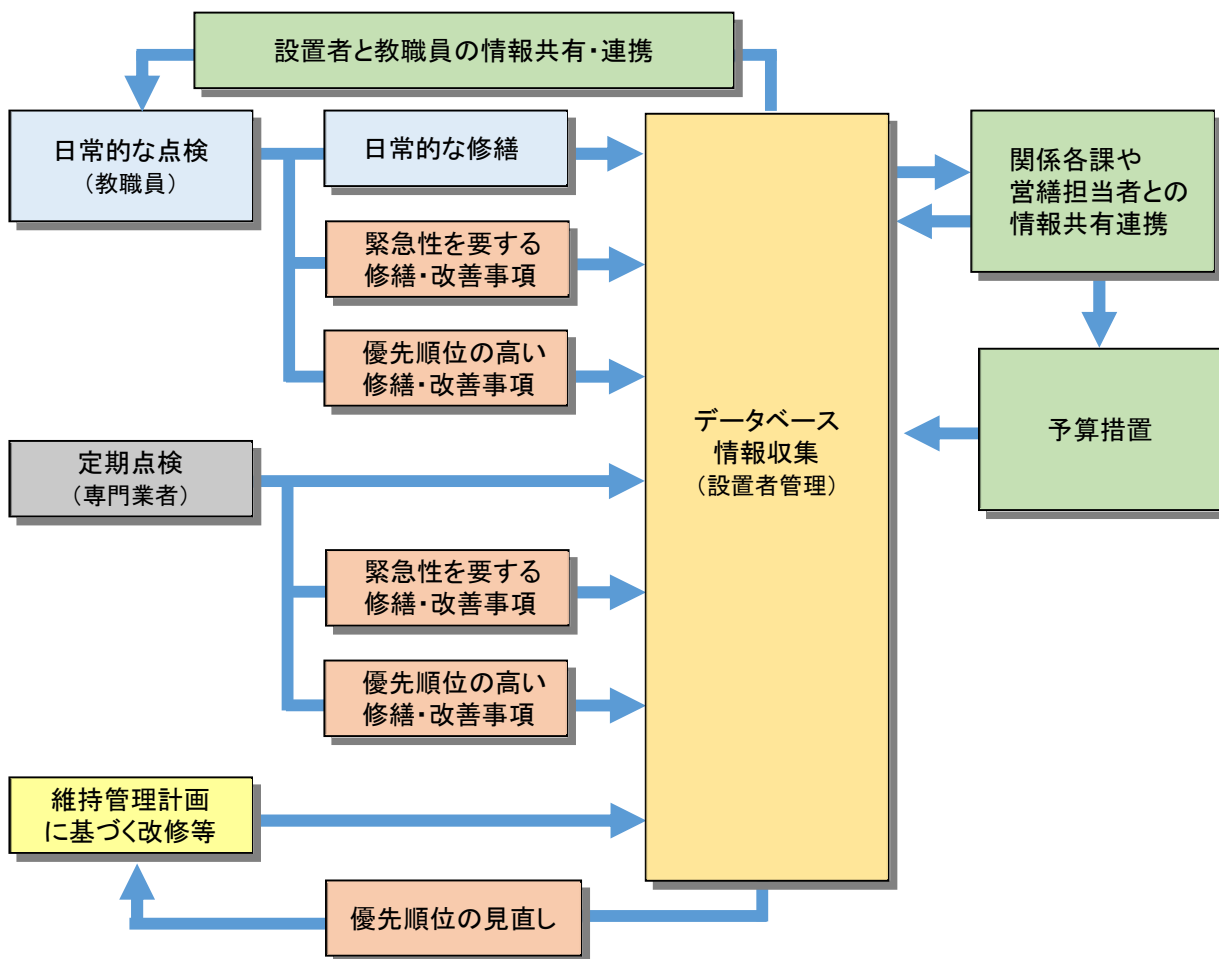 設置者と教職員の情報共有・連携
日常的な点検
（教職員）
日常的な修繕
緊急性を要する
修繕・改善事項
優先順位の高い
修繕・改善事項
定期点検
（専門業者）
緊急性を要する
修繕・改善事項
優先順位の高い
修繕・改善事項
維持管理計画
に基づく改修等
優先順位の見直し
データベース
情報収集
（設置者管理）
関係各課や
営繕担当者との
情報共有連携
予算措置